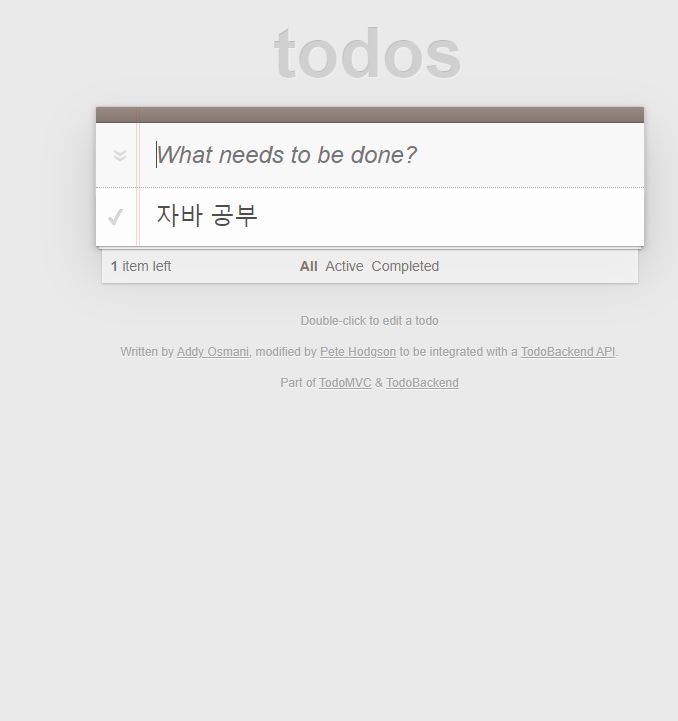 todos
What needs to be done?
자바 공부
1 item left All Active Completed
Double-click to edit a todo
Written by Addy Osmani, modified by Pete Hodgson to be integrated with a TodoBackend API.
Part of TodoMVC & TodoBackend